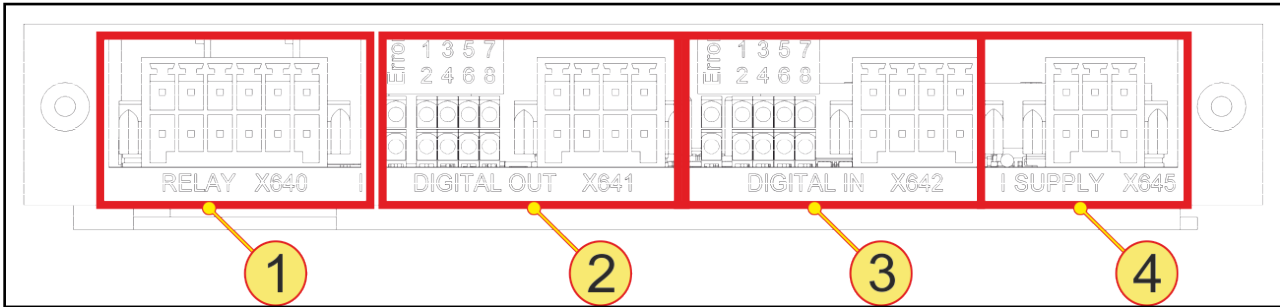 Error 1 3 5 7
2 4 6 8
Error 1 3 5 7
2 4 6 8
RELAY X640
DIGITAL OUT X641
DIGITAL IN X642
I SUPPLY X645
1
2
3
4